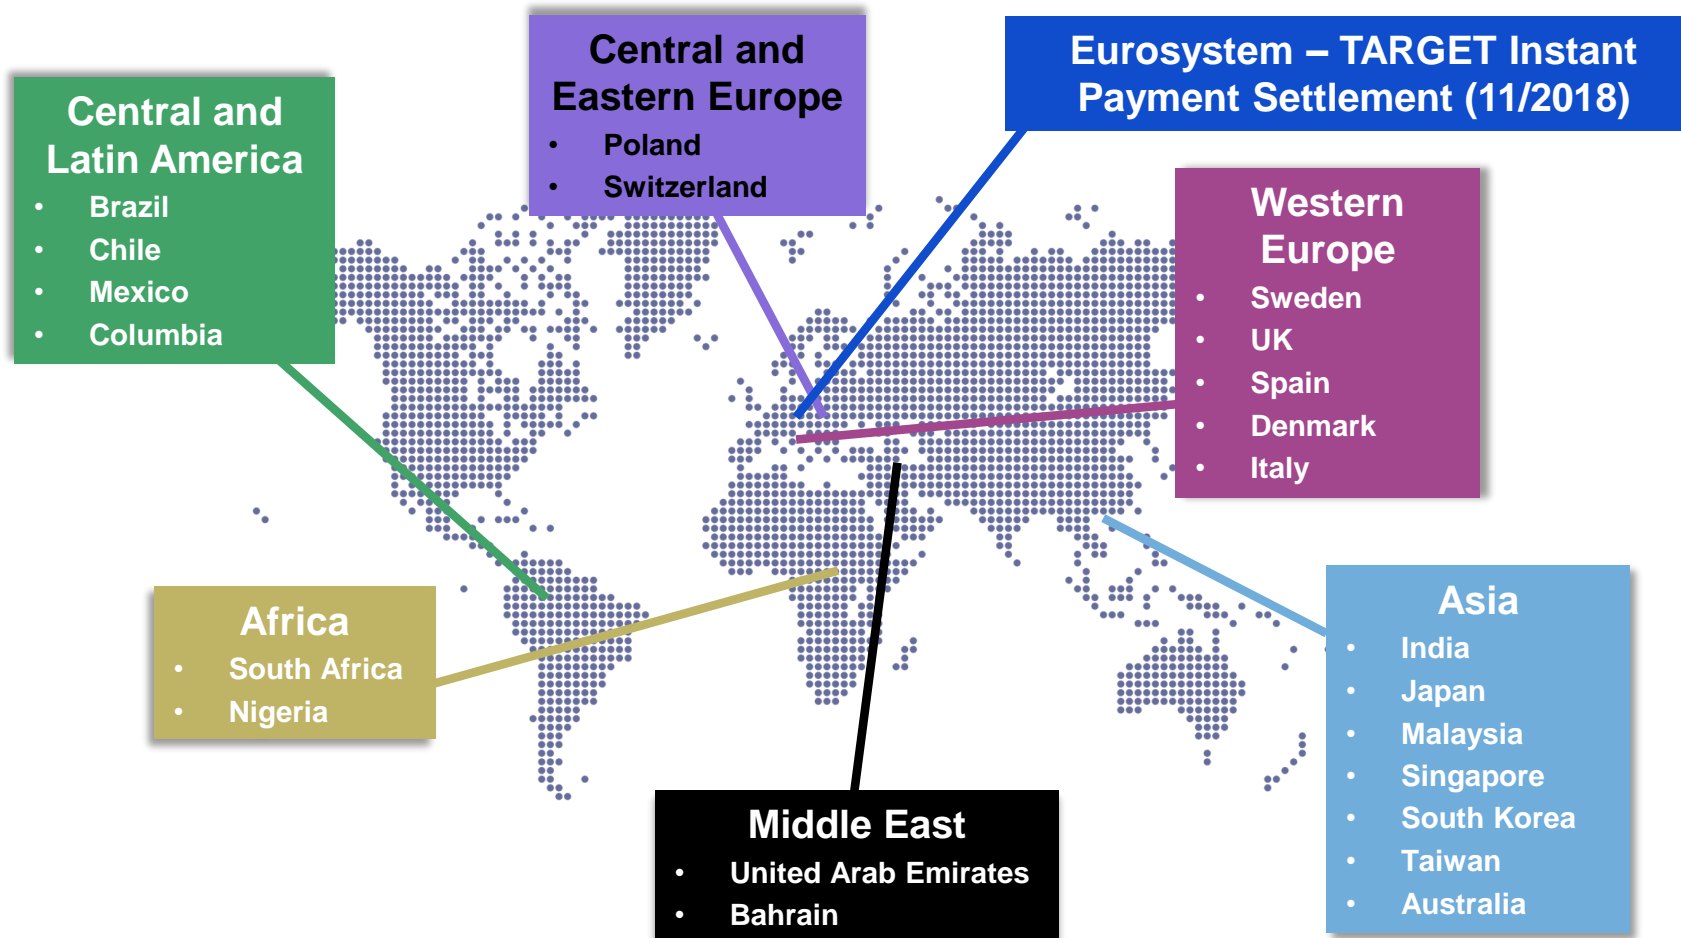 Central and
Latin America
• Brazil
• Chile
• Mexico
• Columbia
Central and
Eastern Europe
• Poland
• Switzerland
Eurosystem – TARGET Instant
Payment Settlement (11/2018)
Western
Europe
• Sweden
• UK
• Spain
• Denmark
• Italy
Africa
• South Africa
• Nigeria
Middle East
• United Arab Emirates
• Bahrain
Asia
• India
• Japan
• Malaysia
• Singapore
• South Korea
• Taiwan
• Australia